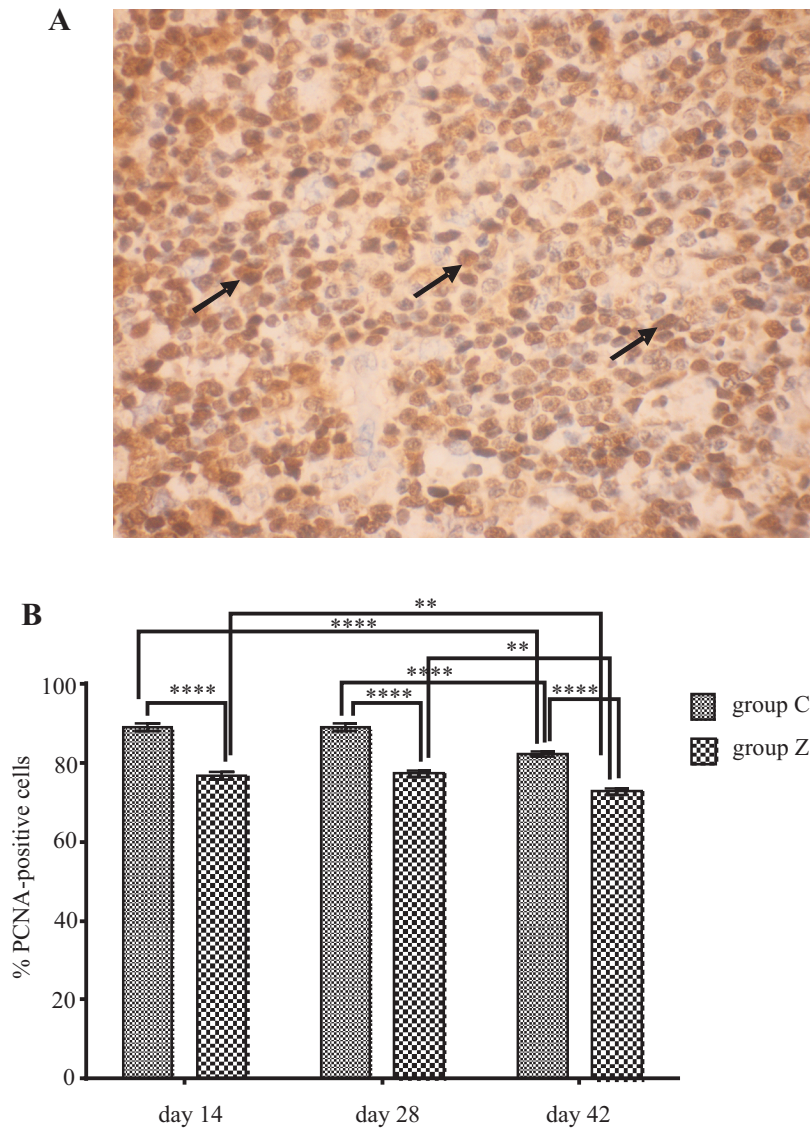 A
B
**
****
**
****
****
****
****
100
80
60
40
20
0
% PCNA-positive cells
group C
group Z
day 14
day 28
day 42